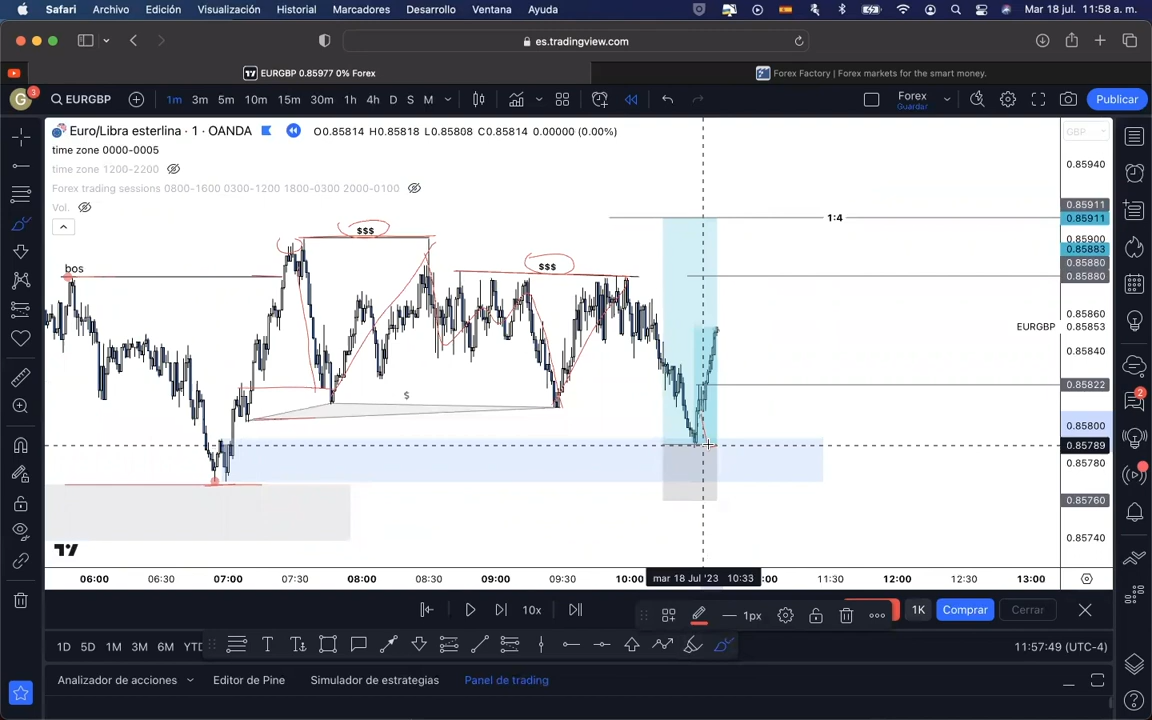 Safari Archivo Edición Visualización Historial Marcadores Desarrollo Ventana Ayuda Mar 18 jul. 11:58 a. m.
es.tradingview.com
EURGBP 0.85977 0% Forex
Forex Factory | Forex markets for the smart money.
G 3 EURGBP 1m 3m 5m 10m 15m 30m 1h 4h D S M Forex Guardar Publicar
Euro/Libra esterlina · 1 · OANDA O0.85814 H0.85818 L0.85808 C0.85814 0.00000 (0.00%) GBP
time zone 0000-0005
time zone 1200-2200
Forex trading sessions 0800-1600 0300-1200 1800-0300 2000-0100
Vol.
bos
$$$
$$$
$
1:4
0.85940
0.85911
0.85911
0.85900
0.85883
0.85880
0.85880
0.85860
EURGBP 0.85853
0.85840
0.85822
0.85800
0.85789
0.85780
0.85760
0.85740
2
06:00 06:30 07:00 07:30 08:00 08:30 09:00 09:30 10:00 mar 18 Jul '23 10:33 :00 11:30 12:00 12:30 13:00
10x 1px 1K Comprar Cerrar
1D 5D 1M 3M 6M YTD 11:57:49 (UTC-4)
Analizador de acciones Editor de Pine Simulador de estrategias Panel de trading